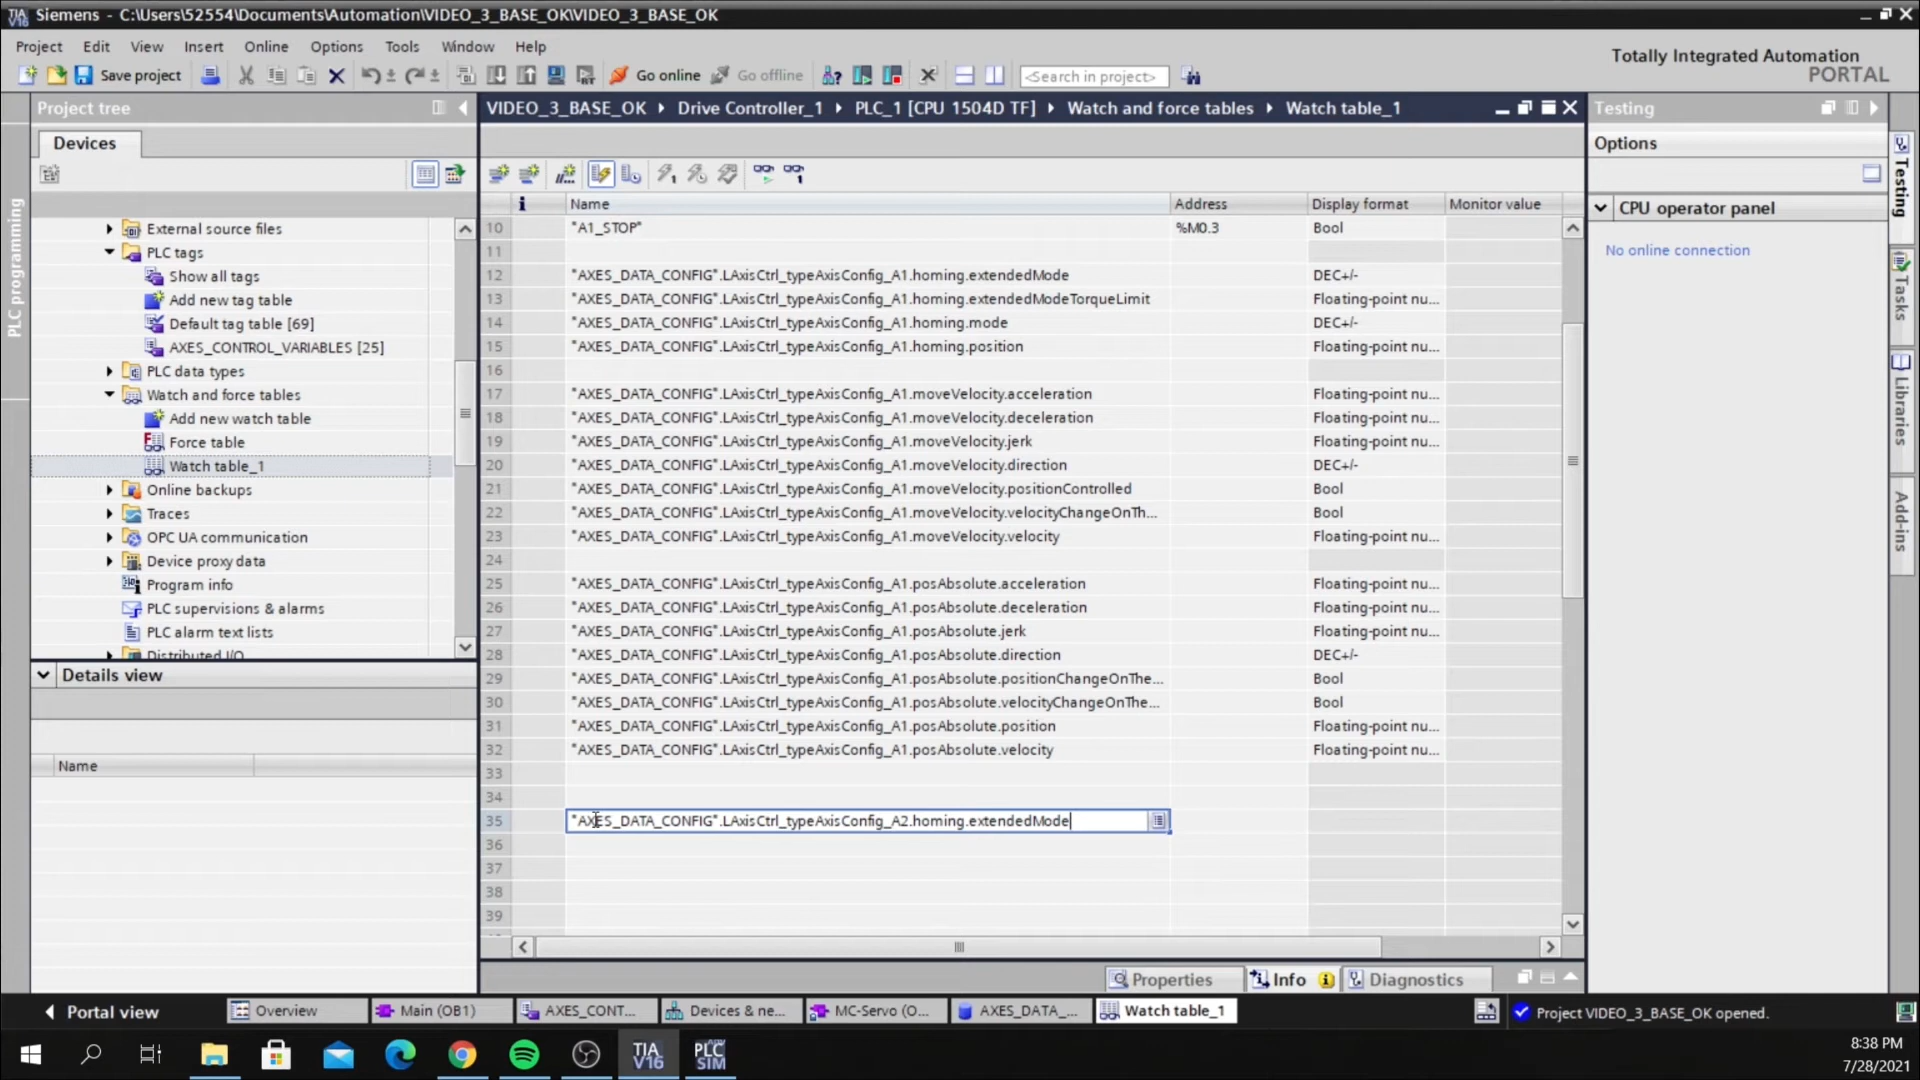 Siemens - C:\Users\52554\Documents\Automation\VIDEO_3_BASE_OK\VIDEO_3_BASE_OK
Project Edit View Insert Online Options Tools Window Help
Totally Integrated Automation
PORTAL
Save project Go online Go offline <Search in project>
Project tree
VIDEO_3_BASE_OK Drive Controller_1 PLC_1 [CPU 1504D TF] Watch and force tables Watch table_1
Testing
Devices
Options
CPU operator panel
No online connection
PLC programming
Testing
Tasks
Libraries
Add-ins
External source files
PLC tags
Show all tags
Add new tag table
Default tag table [69]
AXES_CONTROL_VARIABLES [25]
PLC data types
Watch and force tables
Add new watch table
Force table
Watch table_1
Online backups
Traces
OPC UA communication
Device proxy data
Program info
PLC supervisions & alarms
PLC alarm text lists
Distributed I/O
Details view
Name
i Name Address Display format Monitor value
10 "A1_STOP" %M0.3 Bool
11
12 "AXES_DATA_CONFIG".LAxisCtrl_typeAxisConfig_A1.homing.extendedMode DEC+/-
13 "AXES_DATA_CONFIG".LAxisCtrl_typeAxisConfig_A1.homing.extendedModeTorqueLimit Floating-point nu...
14 "AXES_DATA_CONFIG".LAxisCtrl_typeAxisConfig_A1.homing.mode DEC+/-
15 "AXES_DATA_CONFIG".LAxisCtrl_typeAxisConfig_A1.homing.position Floating-point nu...
16
17 "AXES_DATA_CONFIG".LAxisCtrl_typeAxisConfig_A1.moveVelocity.acceleration Floating-point nu...
18 "AXES_DATA_CONFIG".LAxisCtrl_typeAxisConfig_A1.moveVelocity.deceleration Floating-point nu...
19 "AXES_DATA_CONFIG".LAxisCtrl_typeAxisConfig_A1.moveVelocity.jerk Floating-point nu...
20 "AXES_DATA_CONFIG".LAxisCtrl_typeAxisConfig_A1.moveVelocity.direction DEC+/-
21 "AXES_DATA_CONFIG".LAxisCtrl_typeAxisConfig_A1.moveVelocity.positionControlled Bool
22 "AXES_DATA_CONFIG".LAxisCtrl_typeAxisConfig_A1.moveVelocity.velocityChangeOnTh... Bool
23 "AXES_DATA_CONFIG".LAxisCtrl_typeAxisConfig_A1.moveVelocity.velocity Floating-point nu...
24
25 "AXES_DATA_CONFIG".LAxisCtrl_typeAxisConfig_A1.posAbsolute.acceleration Floating-point nu...
26 "AXES_DATA_CONFIG".LAxisCtrl_typeAxisConfig_A1.posAbsolute.deceleration Floating-point nu...
27 "AXES_DATA_CONFIG".LAxisCtrl_typeAxisConfig_A1.posAbsolute.jerk Floating-point nu...
28 "AXES_DATA_CONFIG".LAxisCtrl_typeAxisConfig_A1.posAbsolute.direction DEC+/-
29 "AXES_DATA_CONFIG".LAxisCtrl_typeAxisConfig_A1.posAbsolute.positionChangeOnThe... Bool
30 "AXES_DATA_CONFIG".LAxisCtrl_typeAxisConfig_A1.posAbsolute.velocityChangeOnThe... Bool
31 "AXES_DATA_CONFIG".LAxisCtrl_typeAxisConfig_A1.posAbsolute.position Floating-point nu...
32 "AXES_DATA_CONFIG".LAxisCtrl_typeAxisConfig_A1.posAbsolute.velocity Floating-point nu...
33
34
35 "AXES_DATA_CONFIG".LAxisCtrl_typeAxisConfig_A2.homing.extendedMode
36
37
38
39
Properties Info Diagnostics
Portal view Overview Main (OB1) AXES_CONT... Devices & ne... MC-Servo (O... AXES_DATA_... Watch table_1 Project VIDEO_3_BASE_OK opened.
TIA V16 PLC SIM
8:38 PM
7/28/2021